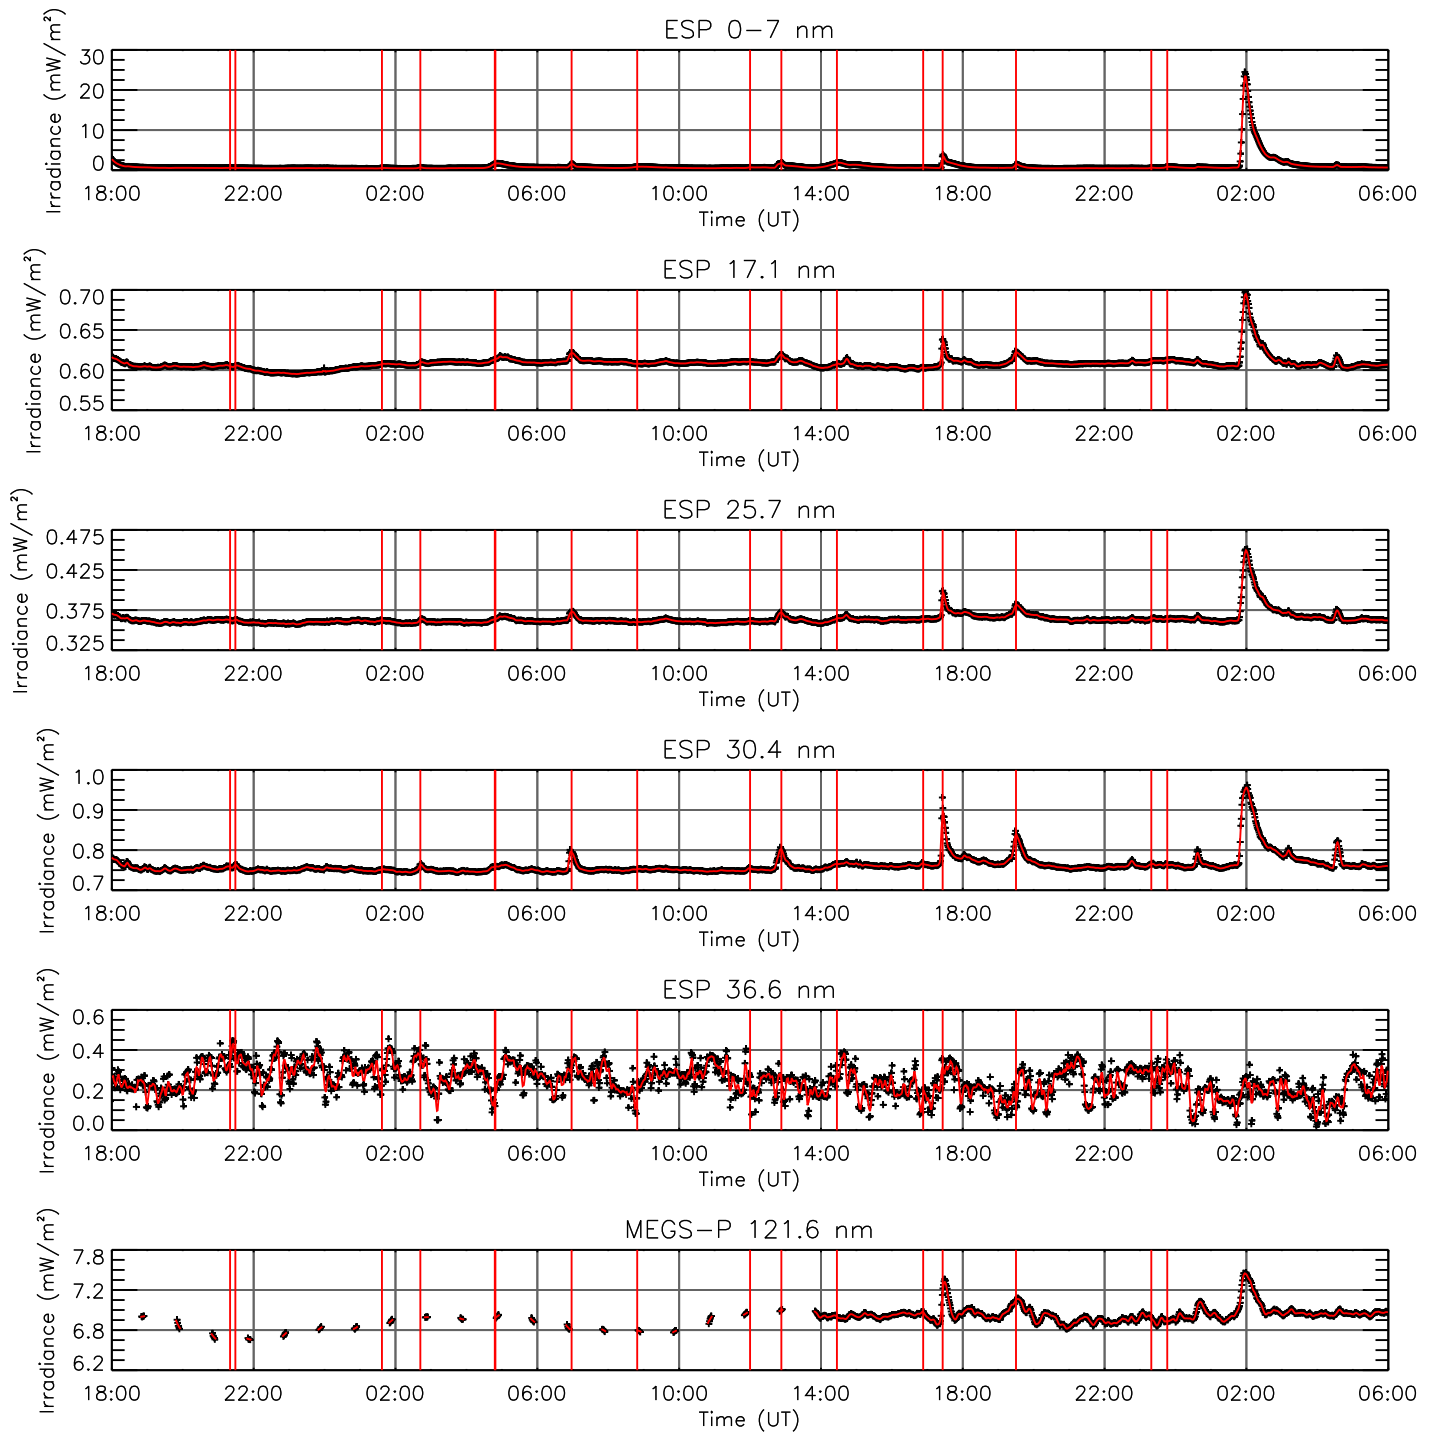 ESP 0-7 nm
Irradiance (mW/m²)
30
20
10
0
18:00 22:00 02:00 06:00 10:00 14:00 18:00 22:00 02:00 06:00
Time (UT)
ESP 17.1 nm
Irradiance (mW/m²)
0.70
0.65
0.60
0.55
18:00 22:00 02:00 06:00 10:00 14:00 18:00 22:00 02:00 06:00
Time (UT)
ESP 25.7 nm
Irradiance (mW/m²)
0.475
0.425
0.375
0.325
18:00 22:00 02:00 06:00 10:00 14:00 18:00 22:00 02:00 06:00
Time (UT)
ESP 30.4 nm
Irradiance (mW/m²)
1.0
0.9
0.8
0.7
18:00 22:00 02:00 06:00 10:00 14:00 18:00 22:00 02:00 06:00
Time (UT)
ESP 36.6 nm
Irradiance (mW/m²)
0.6
0.4
0.2
0.0
18:00 22:00 02:00 06:00 10:00 14:00 18:00 22:00 02:00 06:00
Time (UT)
MEGS-P 121.6 nm
Irradiance (mW/m²)
7.8
7.2
6.8
6.2
18:00 22:00 02:00 06:00 10:00 14:00 18:00 22:00 02:00 06:00
Time (UT)